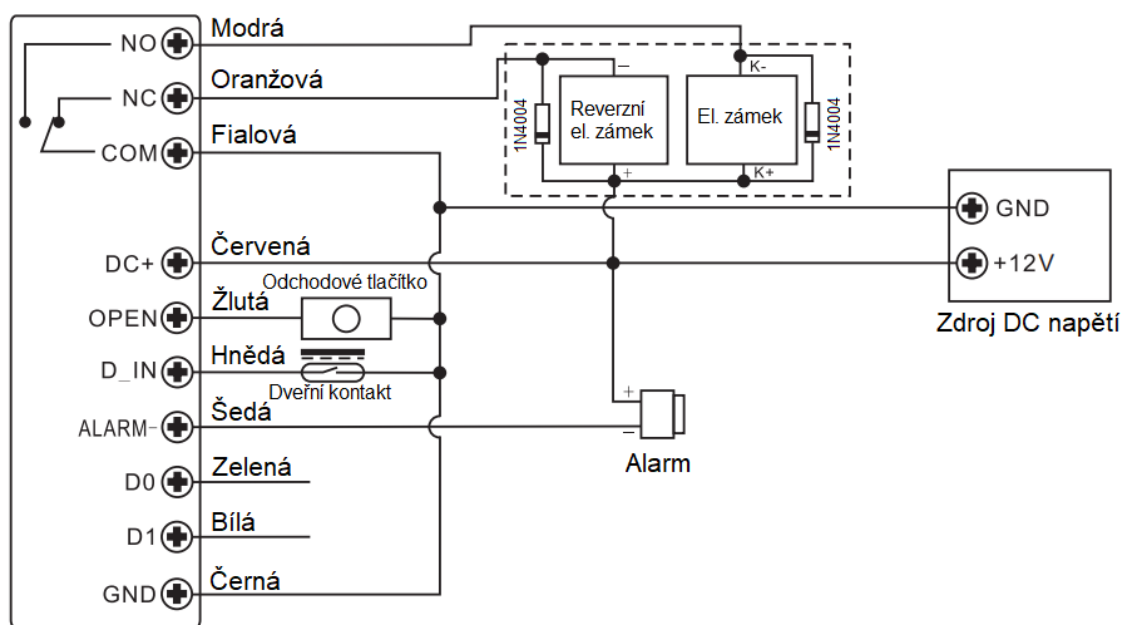 NO
Modrá
NC
Oranžová
COM
Fialová
DC+
Červená
OPEN
Žlutá
Odchodové tlačítko
D_IN
Hnědá
Dveřní kontakt
ALARM-
Šedá
D0
Zelená
D1
Bílá
GND
Černá
1N4004
−
Reverzní
el. zámek
+
K-
El. zámek
K+
1N4004
GND
+12V
Zdroj DC napětí
+
−
Alarm